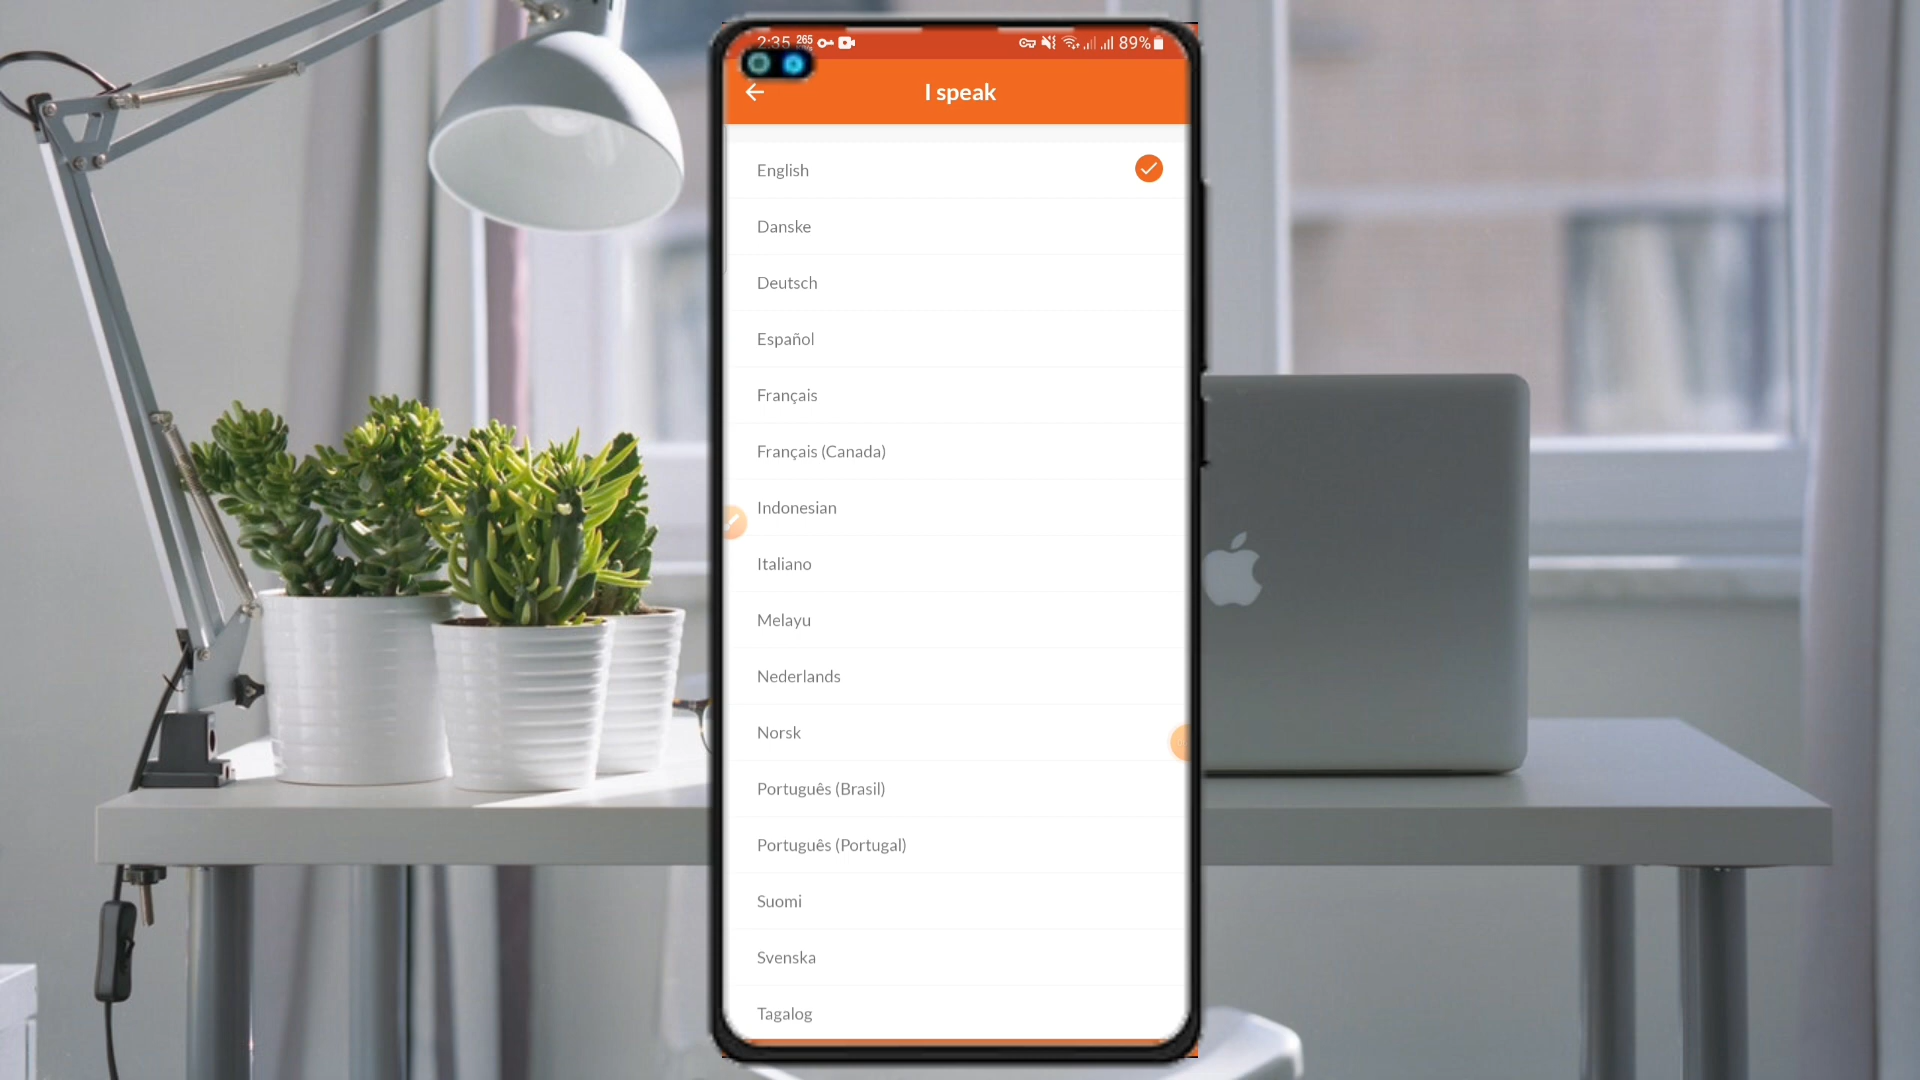 2:35 265 89%
I speak
English
Danske
Deutsch
Español
Français
Français (Canada)
Indonesian
Italiano
Melayu
Nederlands
Norsk
Português (Brasil)
Português (Portugal)
Suomi
Svenska
Tagalog